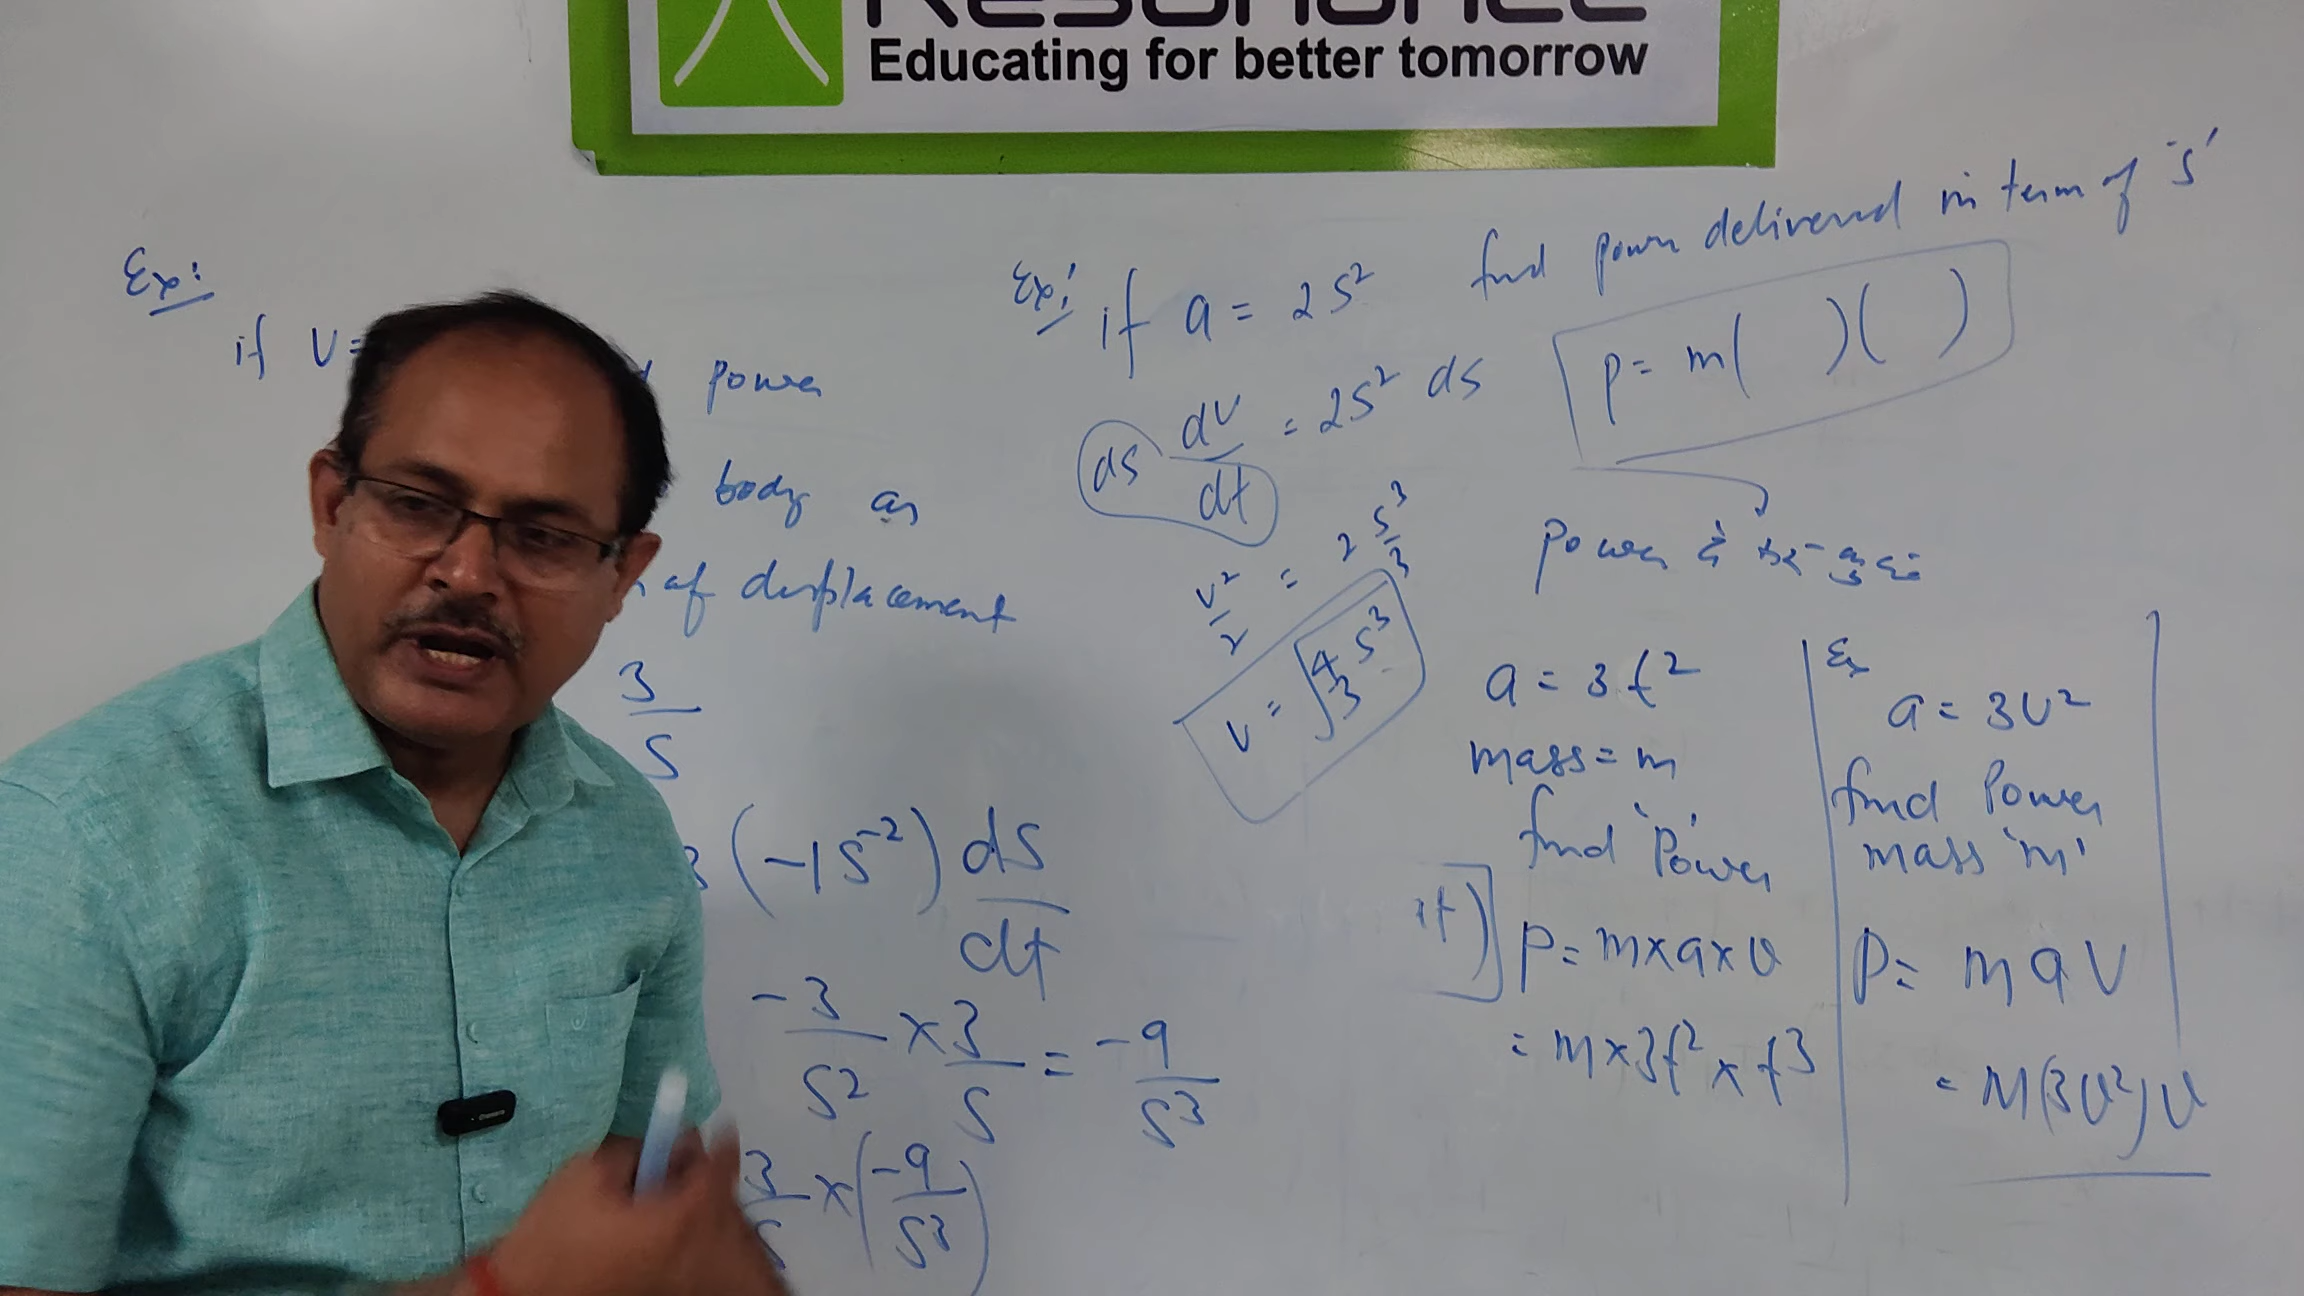 Resonance
Educating for better tomorrow
Ex:
if V=
power
body as
of displacement
3/S
3 (-1S⁻²) dS/dt
-3/S² × 3/S = -9/S³
3/S × (-9/S³)
Ex: if a = 2S² find power delivered in term of 'S'
ds dv/dt = 2S² ds
P = m( )( )
v²/2 = 2 S³/3
v = √4/3 S³
Power
a = 3t²
mass = m
find 'Power
P = m×a×v
= m×3t²×t³
Ex
a = 3v²
find Power
mass 'm'
P = m a v
= M(3v²)v